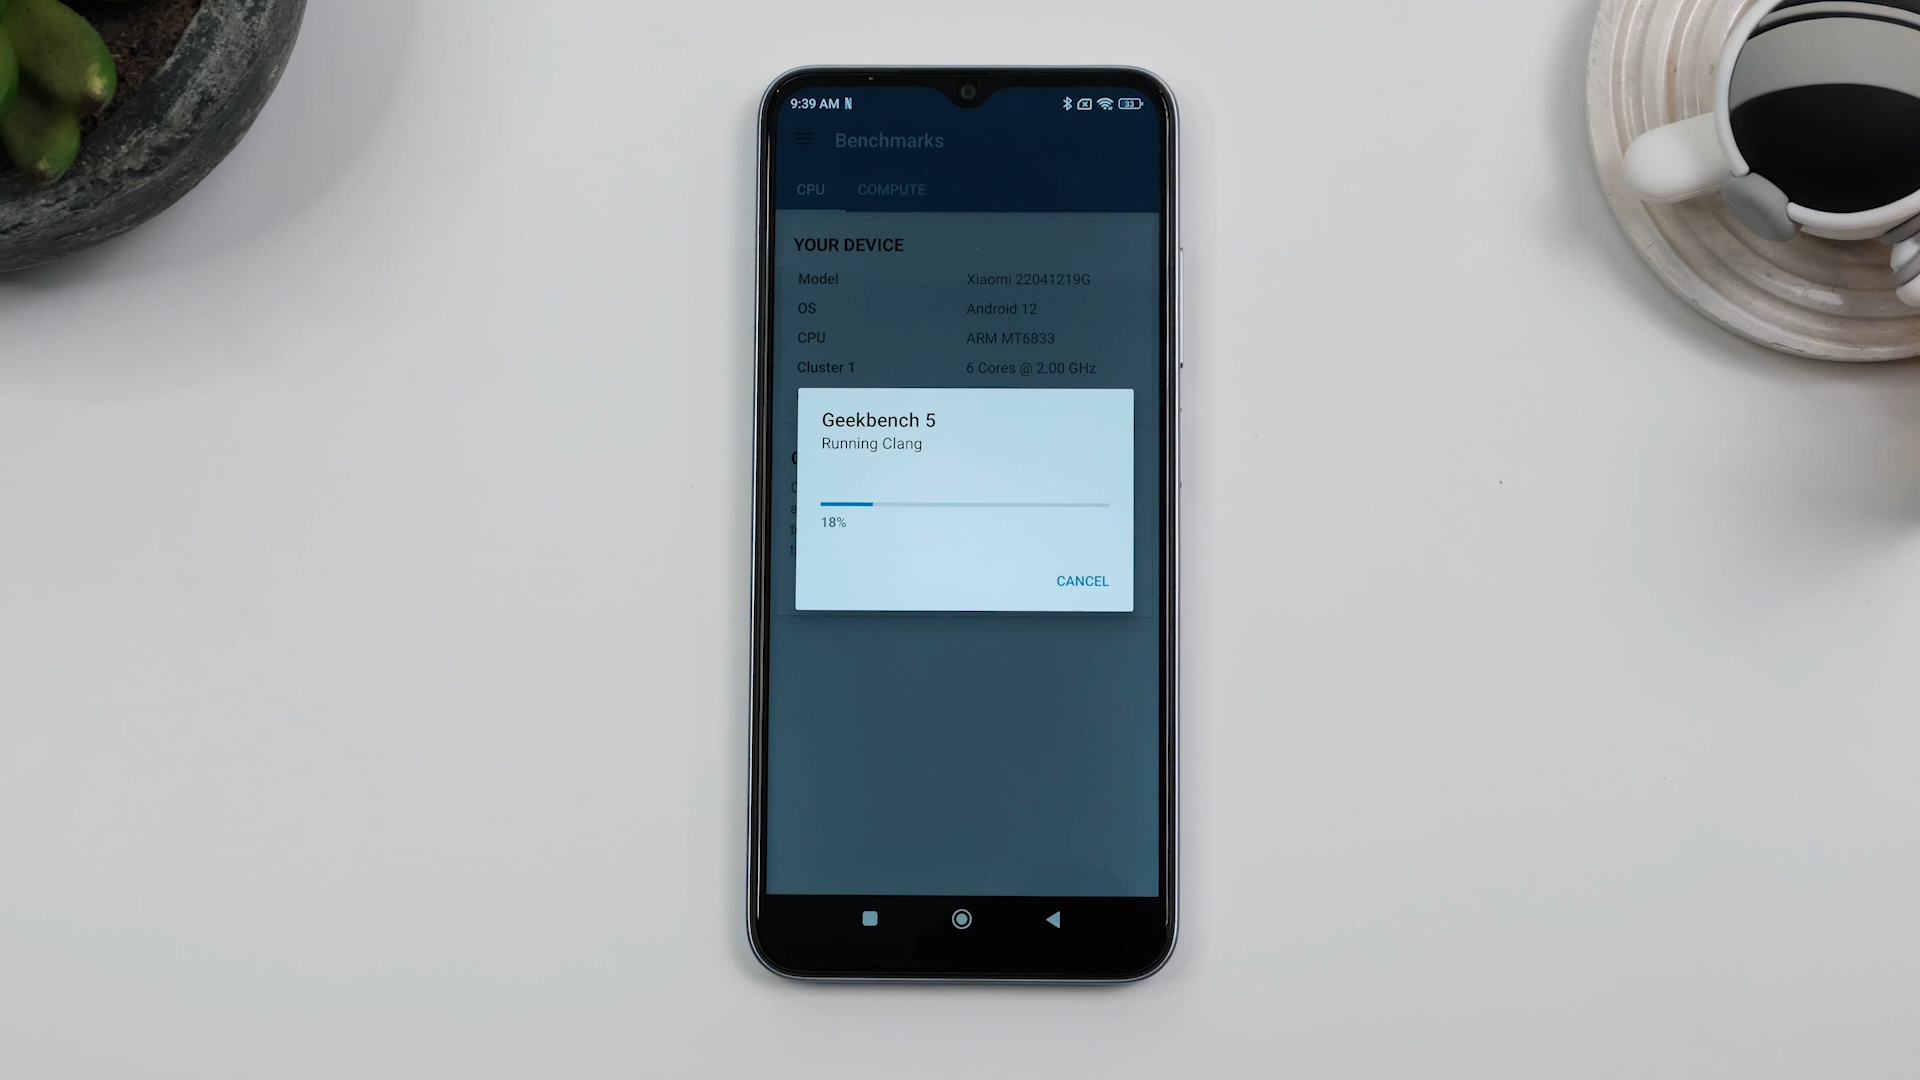 9:39 AM
33
Benchmarks
CPU COMPUTE
YOUR DEVICE
Model Xiaomi 22041219G
OS Android 12
CPU ARM MT6833
Cluster 1 6 Cores @ 2.00 GHz
Geekbench 5
Running Clang
18%
CANCEL